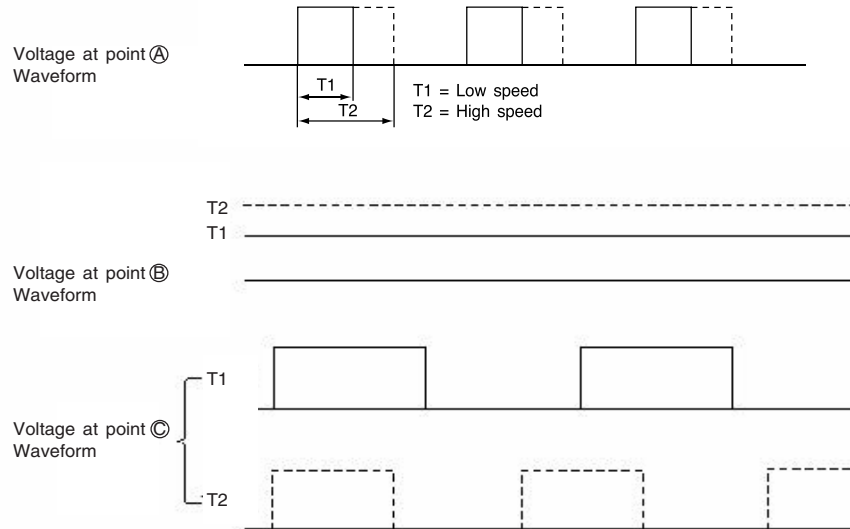 Voltage at point Ⓐ
Waveform
T1
T2
T1 = Low speed
T2 = High speed
T2
T1
Voltage at point Ⓑ
Waveform
T1
Voltage at point Ⓒ
Waveform
T2